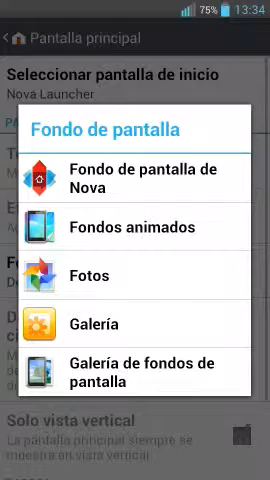 75% 13:34
Pantalla principal
Seleccionar pantalla de inicio
Nova Launcher
Fondo de pantalla
Fondo de pantalla de
Nova
Fondos animados
Fotos
Galería
Galería de fondos de
pantalla
Solo vista vertical
La pantalla principal siempre se
muestra en vista vertical